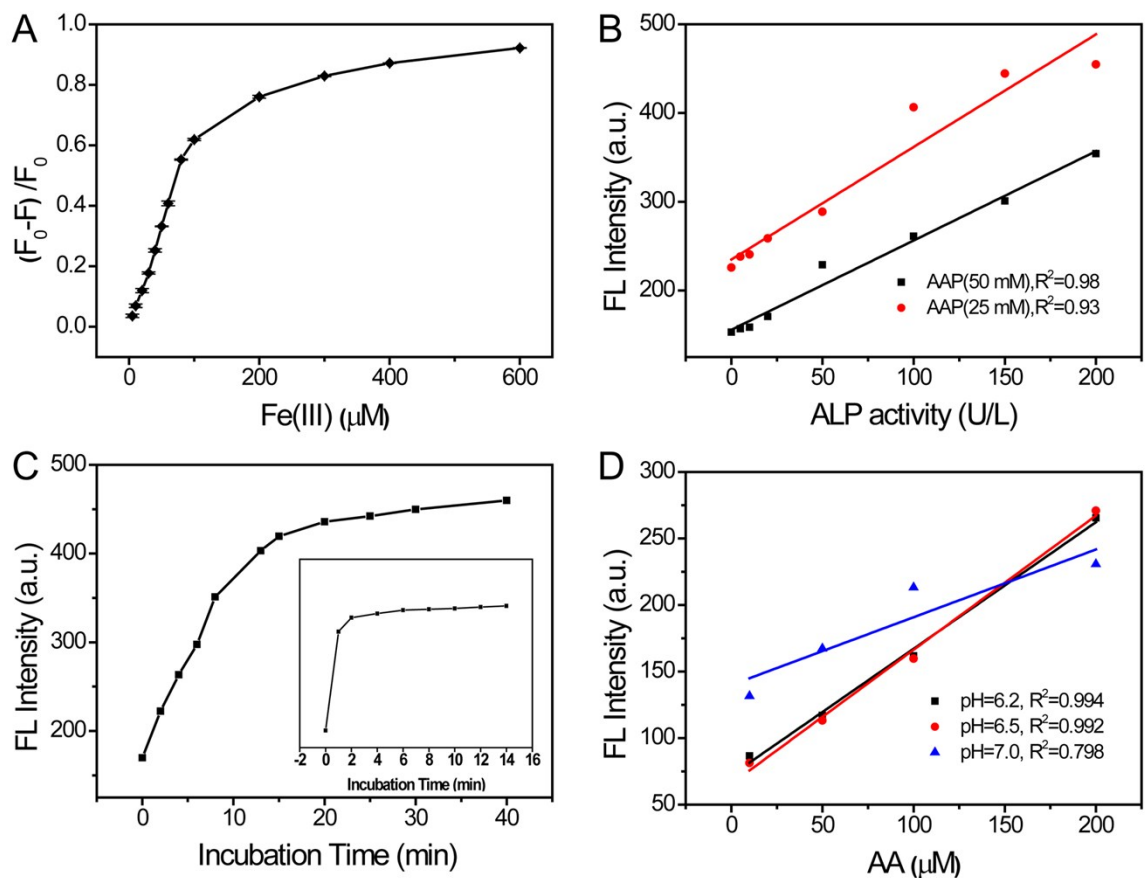 A
1.0
0.8
0.6
0.4
0.2
0.0
(F₀-F) /F₀
0 200 400 600
Fe(III) (μM)
B
500
400
300
200
FL Intensity (a.u.)
AAP(50 mM),R²=0.98
AAP(25 mM),R²=0.93
0 50 100 150 200
ALP activity (U/L)
C
500
400
300
200
FL Intensity (a.u.)
-2 0 2 4 6 8 10 12 14 16
Incubation Time (min)
0 10 20 30 40
Incubation Time (min)
D
300
250
200
150
100
50
FL Intensity (a.u.)
pH=6.2, R²=0.994
pH=6.5, R²=0.992
pH=7.0, R²=0.798
0 50 100 150 200
AA (μM)